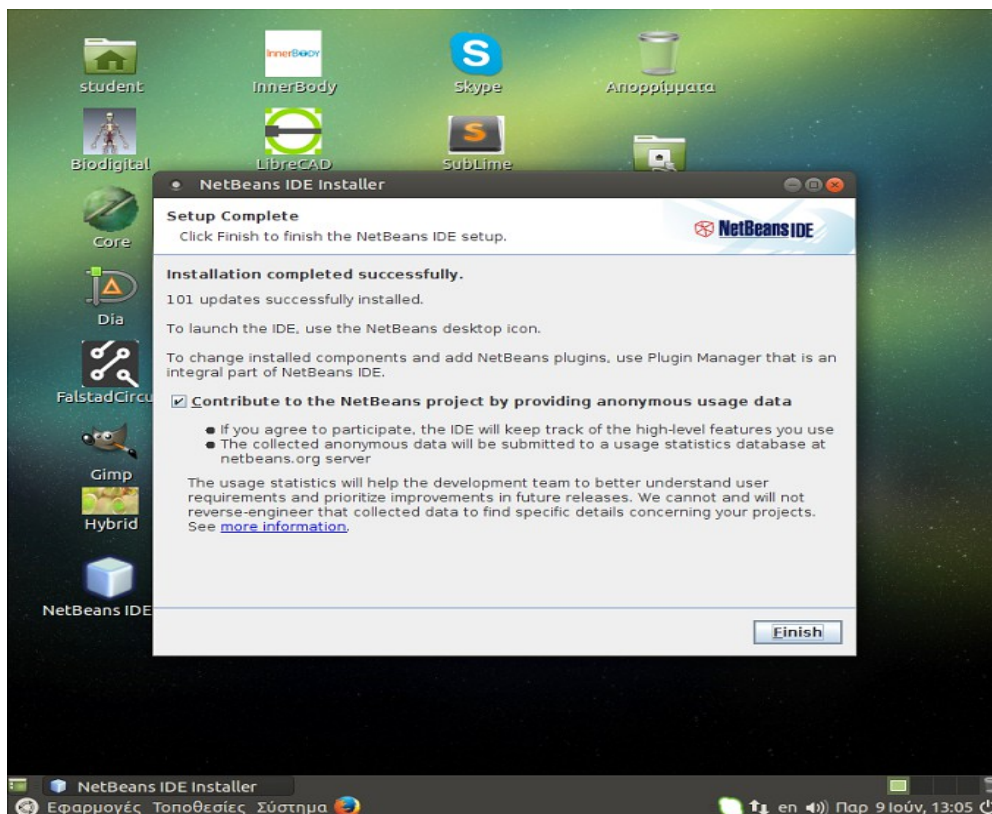 InnerBODY
S
student
InnerBody
Skype
Απορρίμματα
S
Biodigital
LibreCAD
SubLime
NetBeans IDE Installer
Setup Complete
Click Finish to finish the NetBeans IDE setup.
NetBeans IDE
Core
Installation completed successfully.
101 updates successfully installed.
Dia
To launch the IDE, use the NetBeans desktop icon.
To change installed components and add NetBeans plugins, use Plugin Manager that is an
integral part of NetBeans IDE.
FalstadCircu
Contribute to the NetBeans project by providing anonymous usage data
If you agree to participate, the IDE will keep track of the high-level features you use
The collected anonymous data will be submitted to a usage statistics database at
netbeans.org server
Gimp
The usage statistics will help the development team to better understand user
requirements and prioritize improvements in future releases. We cannot and will not
reverse-engineer that collected data to find specific details concerning your projects.
See more information.
Hybrid
NetBeans IDE
Finish
NetBeans IDE Installer
Εφαρμογές Τοποθεσίες Σύστημα
en Παρ 9 Ιούν, 13:05